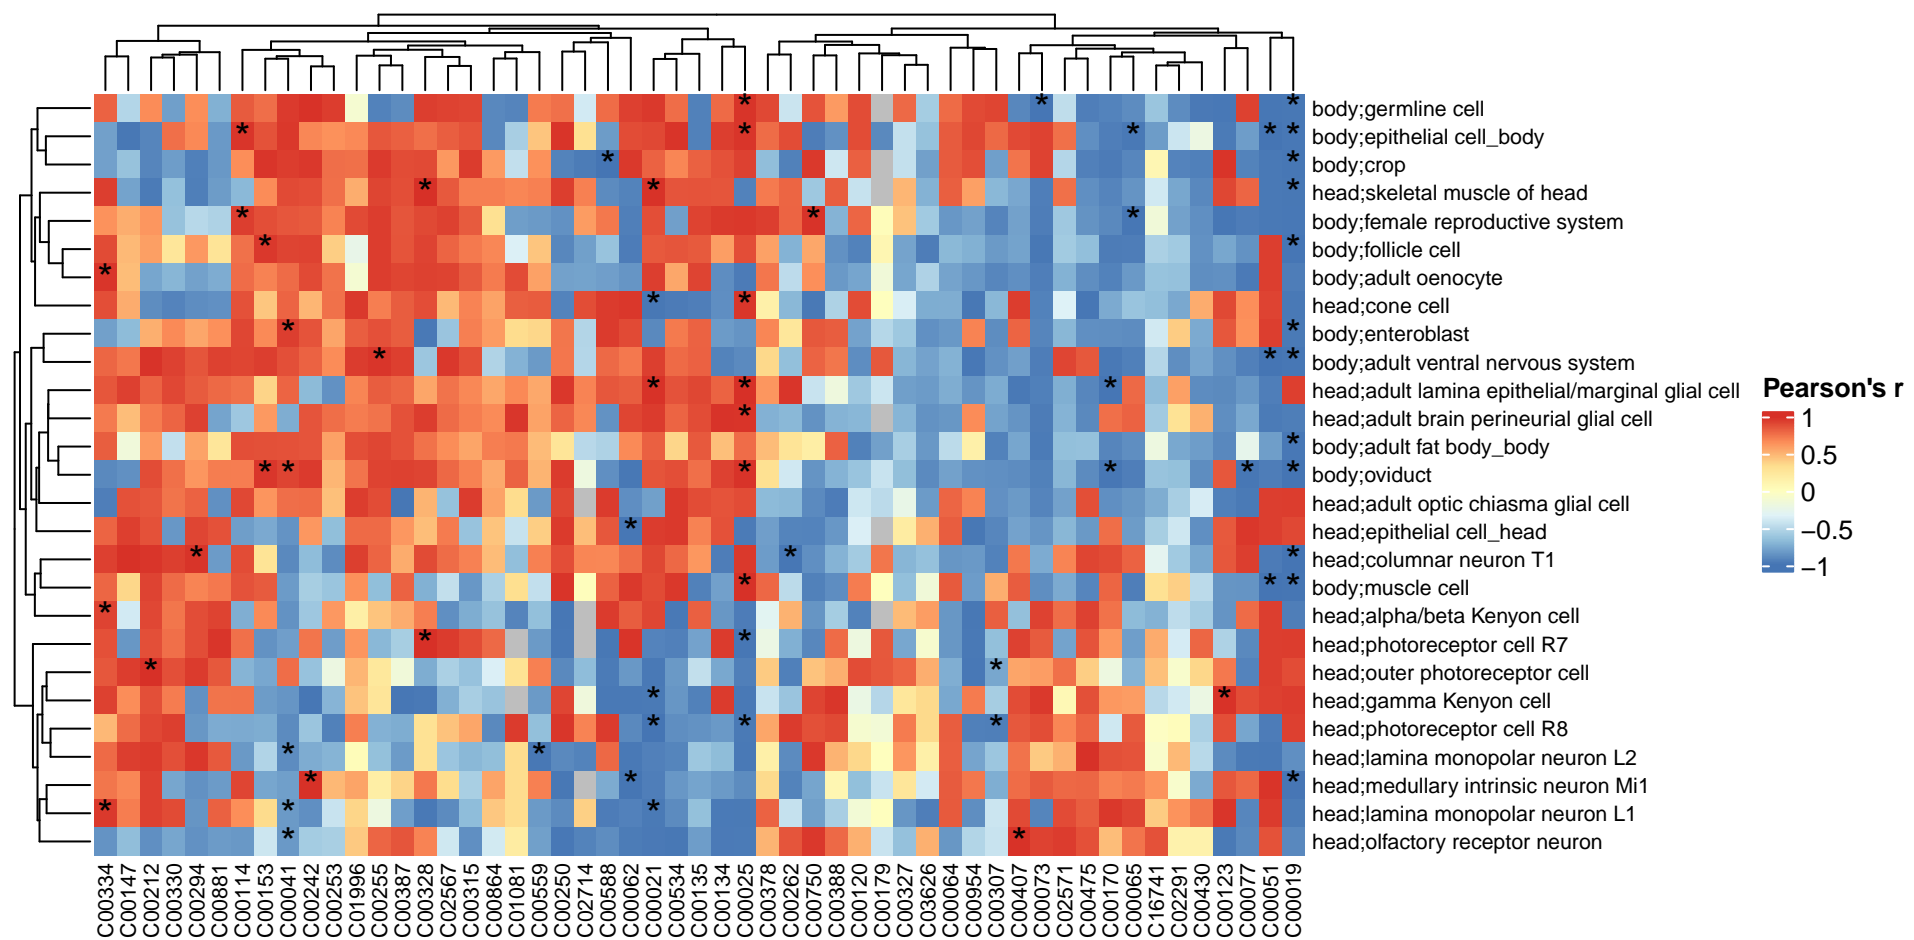 body;germline cell
body;epithelial cell_body
body;crop
head;skeletal muscle of head
body;female reproductive system
body;follicle cell
body;adult oenocyte
head;cone cell
body;enteroblast
body;adult ventral nervous system
head;adult lamina epithelial/marginal glial cell
head;adult brain perineurial glial cell
body;adult fat body_body
body;oviduct
head;adult optic chiasma glial cell
head;epithelial cell_head
head;columnar neuron T1
body;muscle cell
head;alpha/beta Kenyon cell
head;photoreceptor cell R7
head;outer photoreceptor cell
head;gamma Kenyon cell
head;photoreceptor cell R8
head;lamina monopolar neuron L2
head;medullary intrinsic neuron Mi1
head;lamina monopolar neuron L1
head;olfactory receptor neuron
Pearson's r
1
0.5
0
−0.5
−1
C00334
C00147
C00212
C00330
C00294
C00881
C00114
C00153
C00041
C00242
C00253
C01996
C00255
C00387
C00328
C02567
C00315
C00864
C01081
C00559
C00250
C02714
C00588
C00062
C00021
C00534
C00135
C00134
C00025
C00378
C00262
C00750
C00388
C00120
C00179
C00327
C03626
C00064
C00954
C00307
C00407
C00073
C02571
C00475
C00170
C00065
C16741
C02291
C00430
C00123
C00077
C00051
C00019